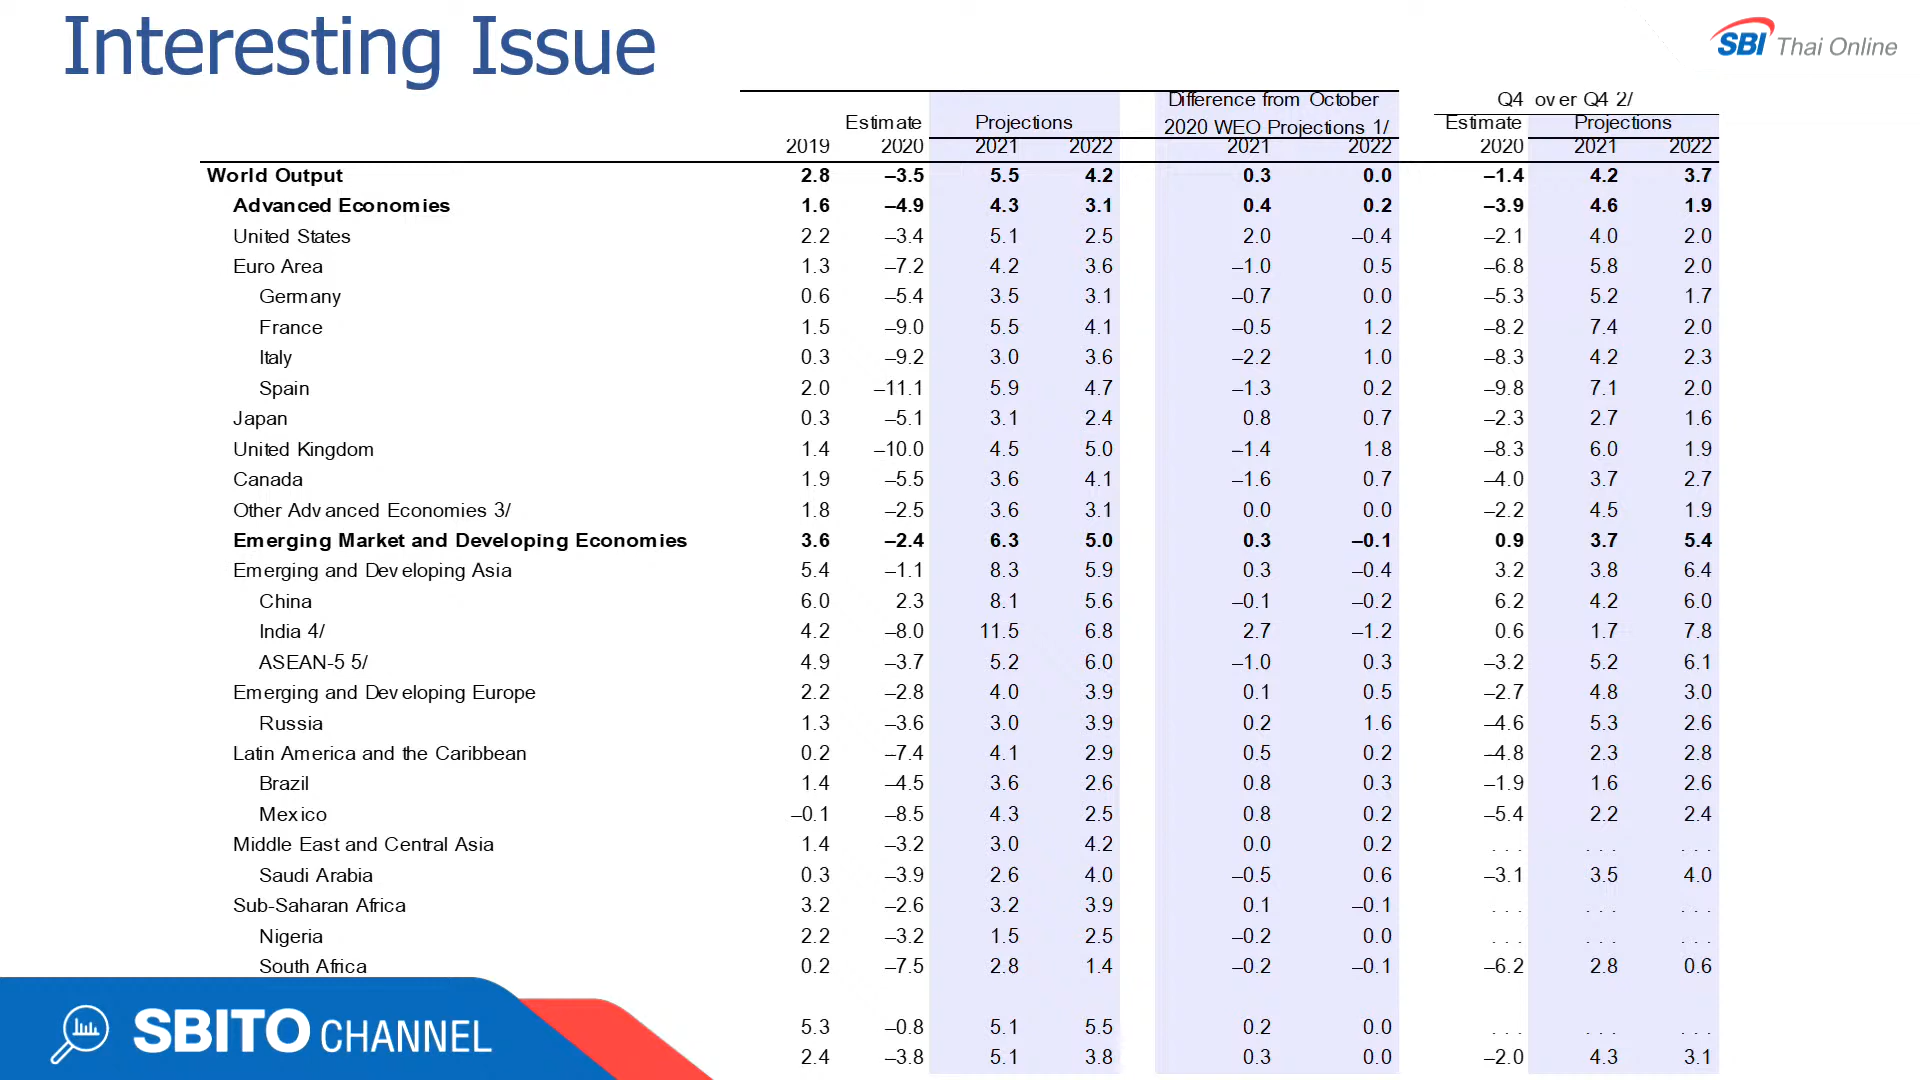 Interesting Issue
SBI Thai Online
Difference from October
2020 WEO Projections 1/
Q4 over Q4 2/
Estimate Projections Estimate Projections
2019 2020 2021 2022 2021 2022 2020 2021 2022
World Output 2.8 –3.5 5.5 4.2 0.3 0.0 –1.4 4.2 3.7
Advanced Economies 1.6 –4.9 4.3 3.1 0.4 0.2 –3.9 4.6 1.9
United States 2.2 –3.4 5.1 2.5 2.0 –0.4 –2.1 4.0 2.0
Euro Area 1.3 –7.2 4.2 3.6 –1.0 0.5 –6.8 5.8 2.0
Germany 0.6 –5.4 3.5 3.1 –0.7 0.0 –5.3 5.2 1.7
France 1.5 –9.0 5.5 4.1 –0.5 1.2 –8.2 7.4 2.0
Italy 0.3 –9.2 3.0 3.6 –2.2 1.0 –8.3 4.2 2.3
Spain 2.0 –11.1 5.9 4.7 –1.3 0.2 –9.8 7.1 2.0
Japan 0.3 –5.1 3.1 2.4 0.8 0.7 –2.3 2.7 1.6
United Kingdom 1.4 –10.0 4.5 5.0 –1.4 1.8 –8.3 6.0 1.9
Canada 1.9 –5.5 3.6 4.1 –1.6 0.7 –4.0 3.7 2.7
Other Advanced Economies 3/ 1.8 –2.5 3.6 3.1 0.0 0.0 –2.2 4.5 1.9
Emerging Market and Developing Economies 3.6 –2.4 6.3 5.0 0.3 –0.1 0.9 3.7 5.4
Emerging and Developing Asia 5.4 –1.1 8.3 5.9 0.3 –0.4 3.2 3.8 6.4
China 6.0 2.3 8.1 5.6 –0.1 –0.2 6.2 4.2 6.0
India 4/ 4.2 –8.0 11.5 6.8 2.7 –1.2 0.6 1.7 7.8
ASEAN-5 5/ 4.9 –3.7 5.2 6.0 –1.0 0.3 –3.2 5.2 6.1
Emerging and Developing Europe 2.2 –2.8 4.0 3.9 0.1 0.5 –2.7 4.8 3.0
Russia 1.3 –3.6 3.0 3.9 0.2 1.6 –4.6 5.3 2.6
Latin America and the Caribbean 0.2 –7.4 4.1 2.9 0.5 0.2 –4.8 2.3 2.8
Brazil 1.4 –4.5 3.6 2.6 0.8 0.3 –1.9 1.6 2.6
Mexico –0.1 –8.5 4.3 2.5 0.8 0.2 –5.4 2.2 2.4
Middle East and Central Asia 1.4 –3.2 3.0 4.2 0.0 0.2 . . . . . . . . .
Saudi Arabia 0.3 –3.9 2.6 4.0 –0.5 0.6 –3.1 3.5 4.0
Sub-Saharan Africa 3.2 –2.6 3.2 3.9 0.1 –0.1 . . . . . . . . .
Nigeria 2.2 –3.2 1.5 2.5 –0.2 0.0 . . . . . . . . .
South Africa 0.2 –7.5 2.8 1.4 –0.2 –0.1 –6.2 2.8 0.6
5.3 –0.8 5.1 5.5 0.2 0.0 . . . . . . . . .
2.4 –3.8 5.1 3.8 0.3 0.0 –2.0 4.3 3.1
SBITO CHANNEL